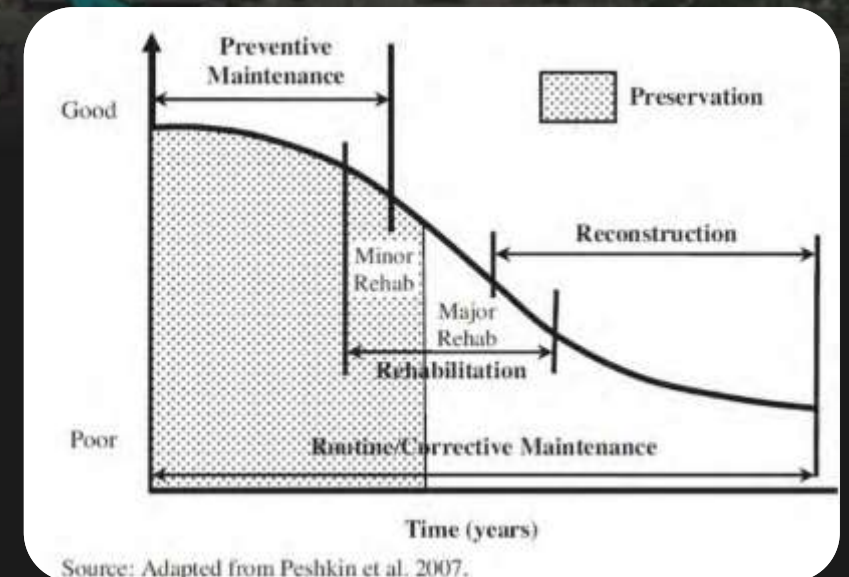 Preventive
Maintenance
Good
Preservation
Reconstruction
Minor
Rehab
Major
Rehab
Rehabilitation
Poor
Routine/Corrective Maintenance
Time (years)
Source: Adapted from Peshkin et al. 2007.